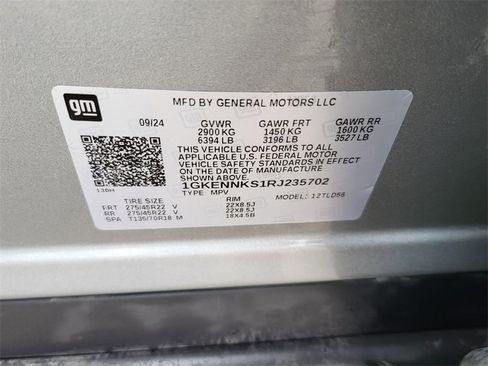 gm
MFD BY GENERAL MOTORS LLC
09/24 GVWR GAWR FRT GAWR RR
2900 KG 1450 KG 1600 KG
6394 LB 3196 LB 3527 LB
THIS VEHICLE CONFORMS TO ALL
APPLICABLE U.S. FEDERAL MOTOR
VEHICLE SAFETY STANDARDS IN EFFECT
ON THE DATE OF MANUFACTURE SHOWN ABOVE.
1GKENNKS1RJ235702
TYPE: MPV MODEL: 12TLD56
TIRE SIZE RIM
FRT 275/45R22 V 22X8.5J
RR 275/45R22 V 22X8.5J
SPA T135/70R18 M 18X4.5B